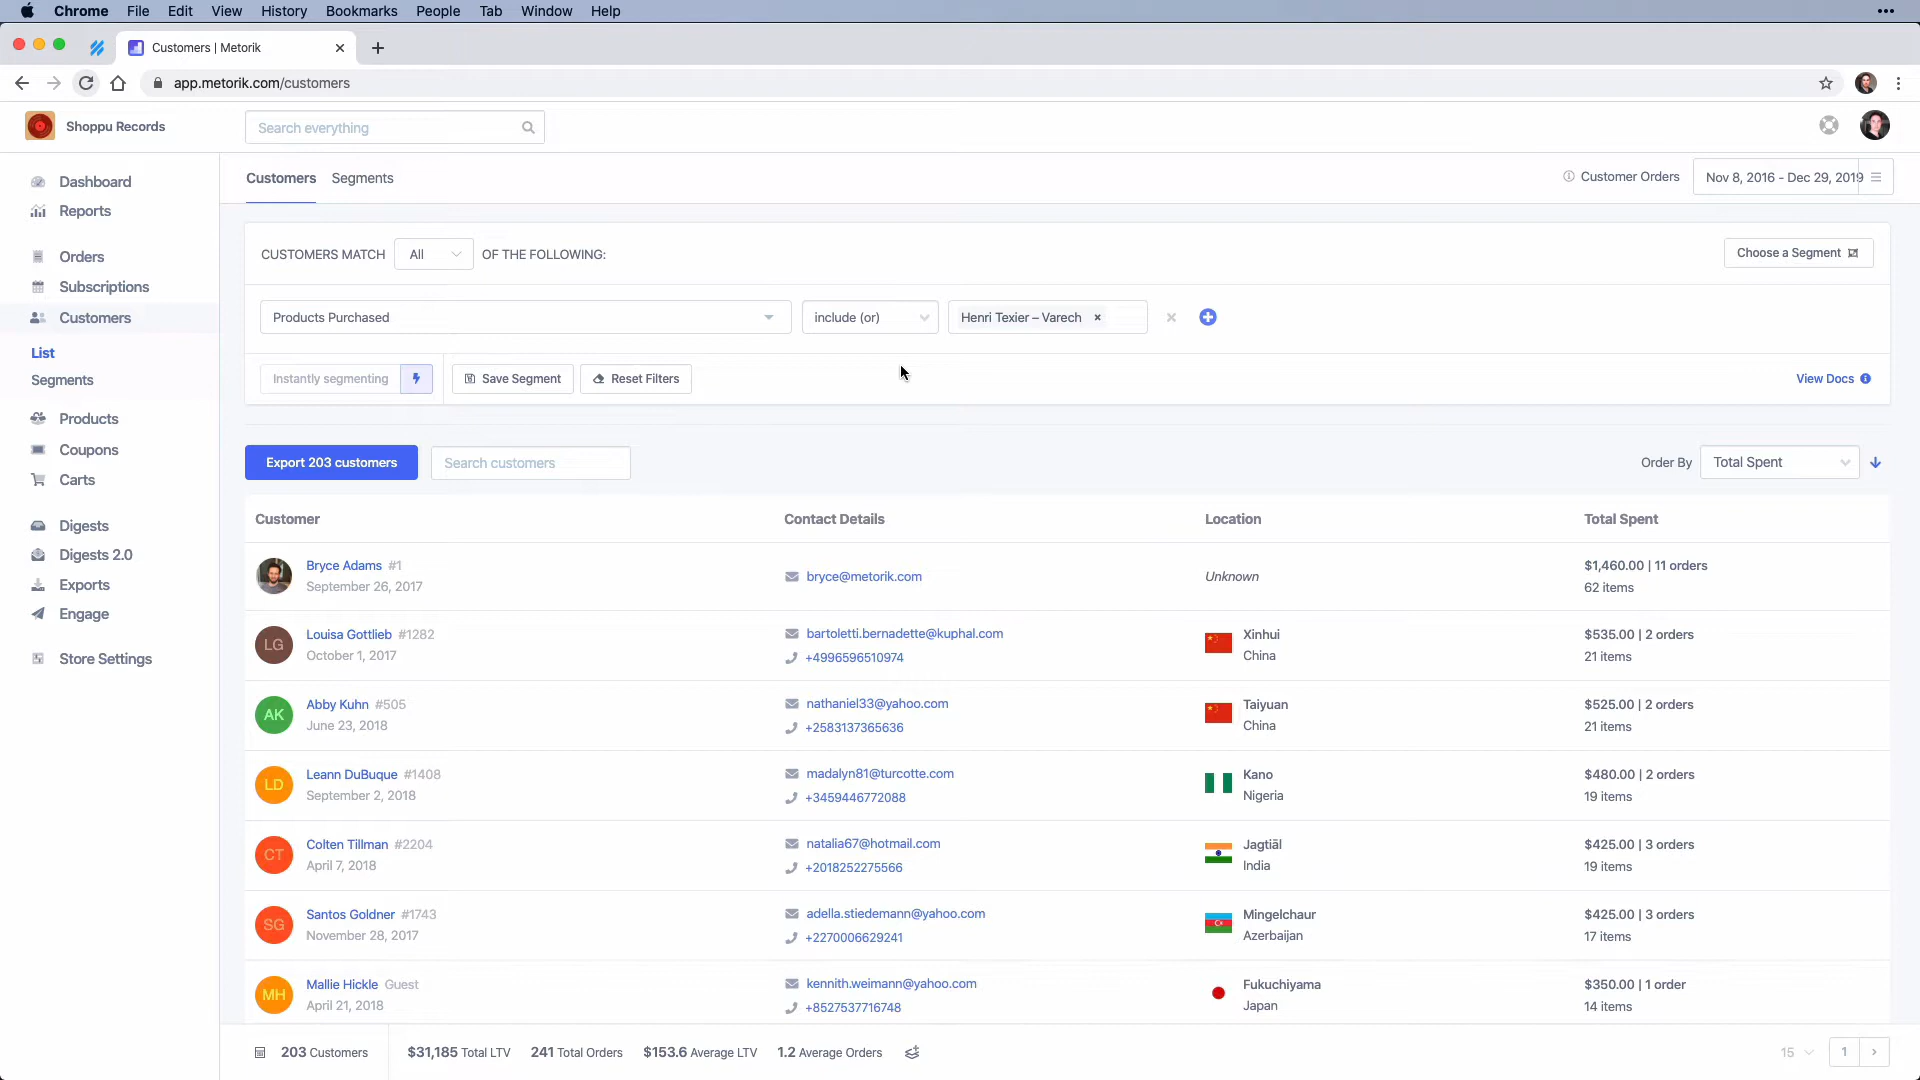 Chrome File Edit View History Bookmarks People Tab Window Help
Customers | Metorik
app.metorik.com/customers
Shoppu Records
Search everything
Dashboard
Reports
Orders
Subscriptions
Customers
List
Segments
Products
Coupons
Carts
Digests
Digests 2.0
Exports
Engage
Store Settings
Customers Segments
Customer Orders
Nov 8, 2016 - Dec 29, 2019
CUSTOMERS MATCH All OF THE FOLLOWING:
Choose a Segment
Products Purchased include (or) Henri Texier – Varech ×
Instantly segmenting Save Segment Reset Filters View Docs
Export 203 customers Search customers Order By Total Spent
Customer Contact Details Location Total Spent
Bryce Adams #1
September 26, 2017
bryce@metorik.com
Unknown
$1,460.00 | 11 orders
62 items
LG
Louisa Gottlieb #1282
October 1, 2017
bartoletti.bernadette@kuphal.com
+4996596510974
Xinhui
China
$535.00 | 2 orders
21 items
AK
Abby Kuhn #505
June 23, 2018
nathaniel33@yahoo.com
+2583137365636
Taiyuan
China
$525.00 | 2 orders
21 items
LD
Leann DuBuque #1408
September 2, 2018
madalyn81@turcotte.com
+3459446772088
Kano
Nigeria
$480.00 | 2 orders
19 items
CT
Colten Tillman #2204
April 7, 2018
natalia67@hotmail.com
+2018252275566
Jagtiāl
India
$425.00 | 3 orders
19 items
SG
Santos Goldner #1743
November 28, 2017
adella.stiedemann@yahoo.com
+2270006629241
Mingelchaur
Azerbaijan
$425.00 | 3 orders
17 items
MH
Mallie Hickle Guest
April 21, 2018
kennith.weimann@yahoo.com
+8527537716748
Fukuchiyama
Japan
$350.00 | 1 order
14 items
203 Customers $31,185 Total LTV 241 Total Orders $153.6 Average LTV 1.2 Average Orders 15 1